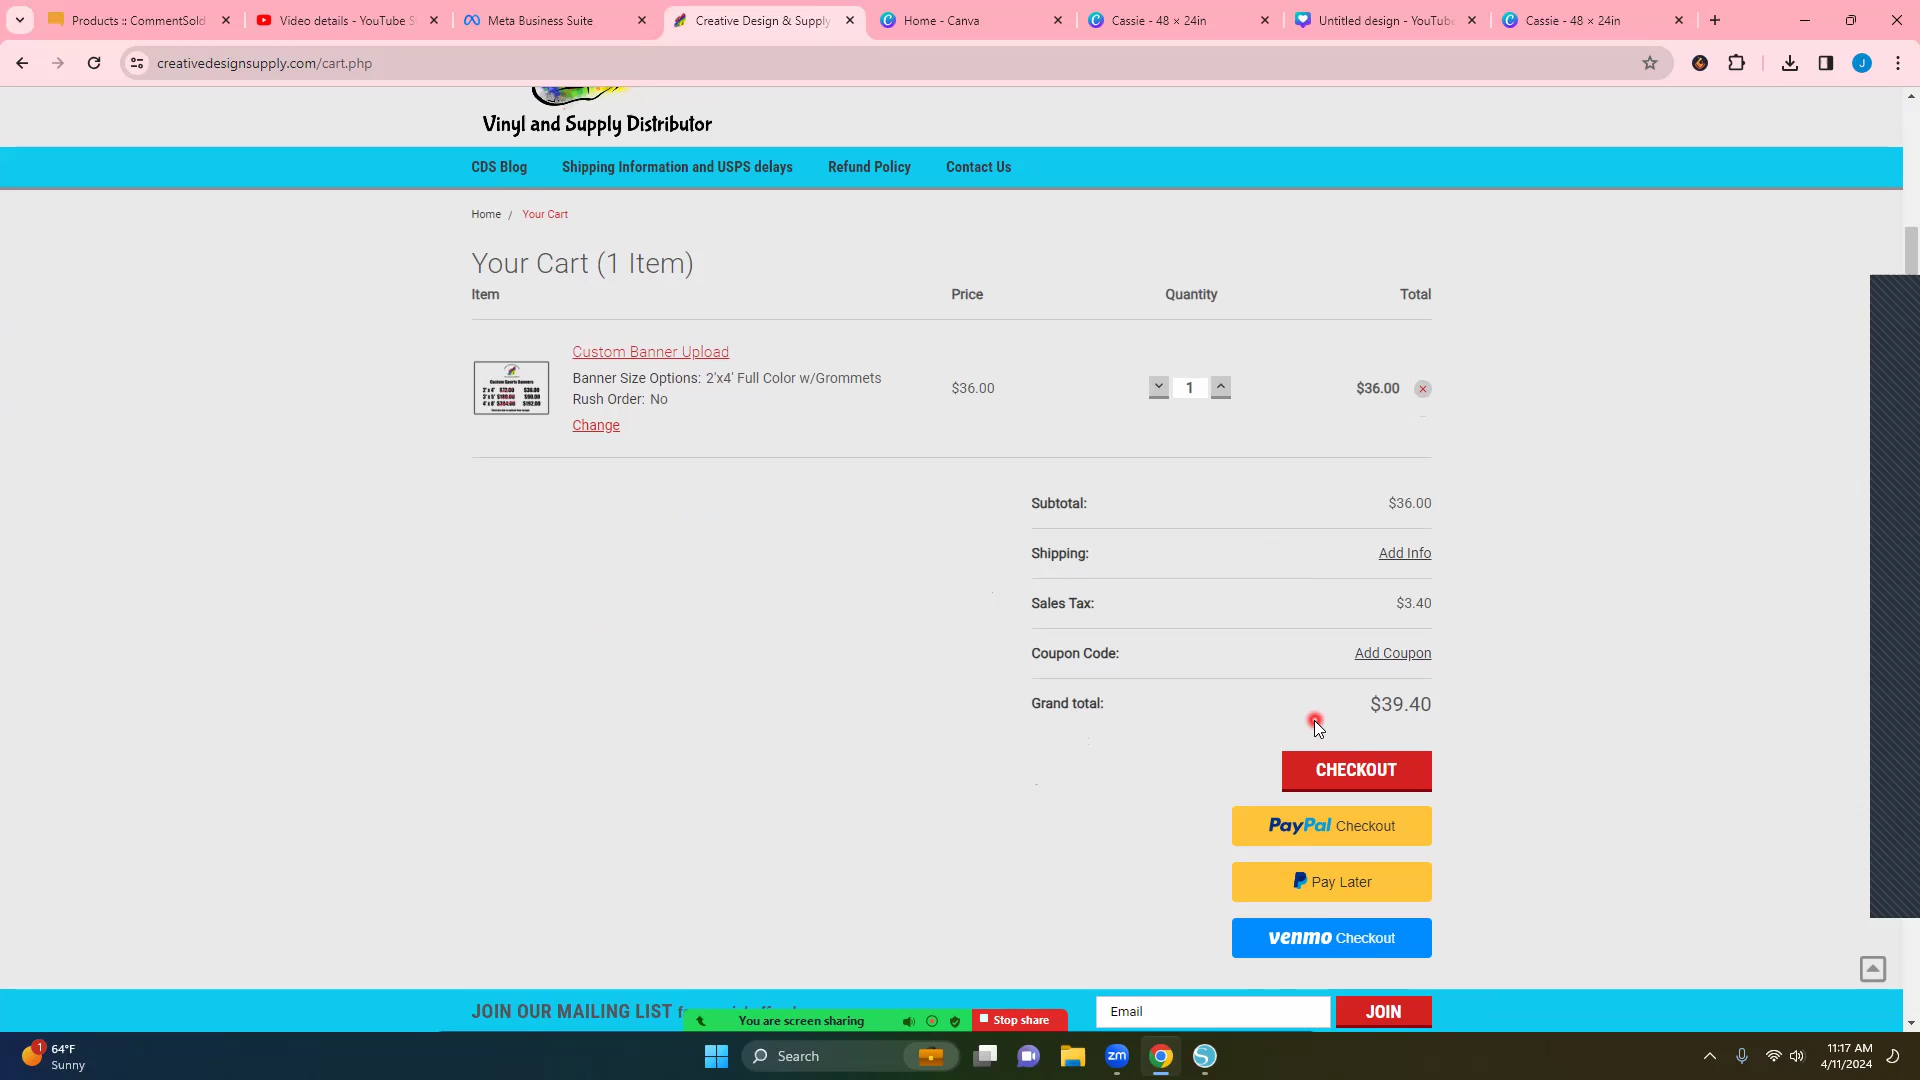 Products :: CommentSold
Video details - YouTube S
Meta Business Suite
Creative Design & Supply
Home - Canva
Cassie - 48 × 24in
Untitled design - YouTube
Cassie - 48 × 24in
creativedesignsupply.com/cart.php
J
Vinyl and Supply Distributor
CDS Blog
Shipping Information and USPS delays
Refund Policy
Contact Us
Home / Your Cart
Your Cart (1 Item)
Item
Price
Quantity
Total
Custom Banner Upload
Banner Size Options: 2'x4' Full Color w/Grommets
Rush Order: No
Change
$36.00
1
$36.00
Subtotal:
$36.00
Shipping:
Add Info
Sales Tax:
$3.40
Coupon Code:
Add Coupon
Grand total:
$39.40
CHECKOUT
PayPal Checkout
Pay Later
venmo Checkout
JOIN OUR MAILING LIST
Email
JOIN
You are screen sharing
Stop share
1
64°F
Sunny
Search
zm
11:17 AM
4/11/2024